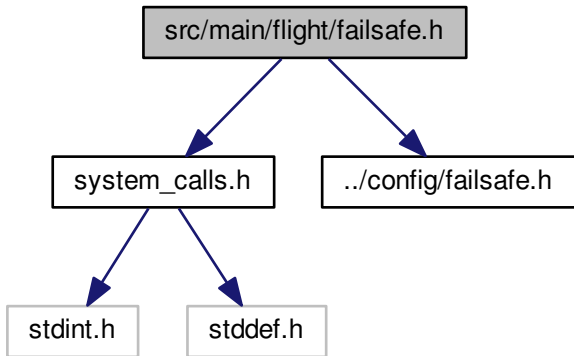 src/main/flight/failsafe.h
system_calls.h
../config/failsafe.h
stdint.h
stddef.h